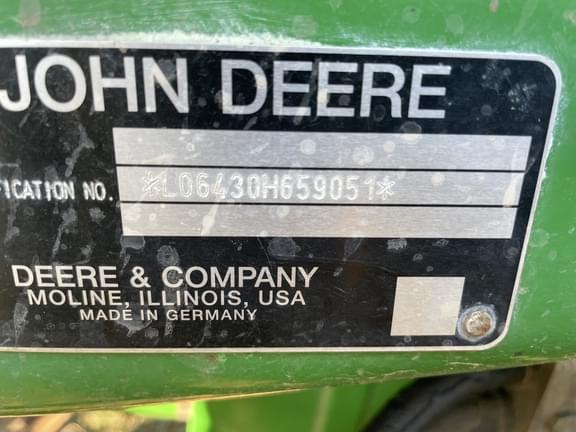 JOHN DEERE
FICATION NO. *L06430H659051*
DEERE & COMPANY
MOLINE, ILLINOIS, USA
MADE IN GERMANY